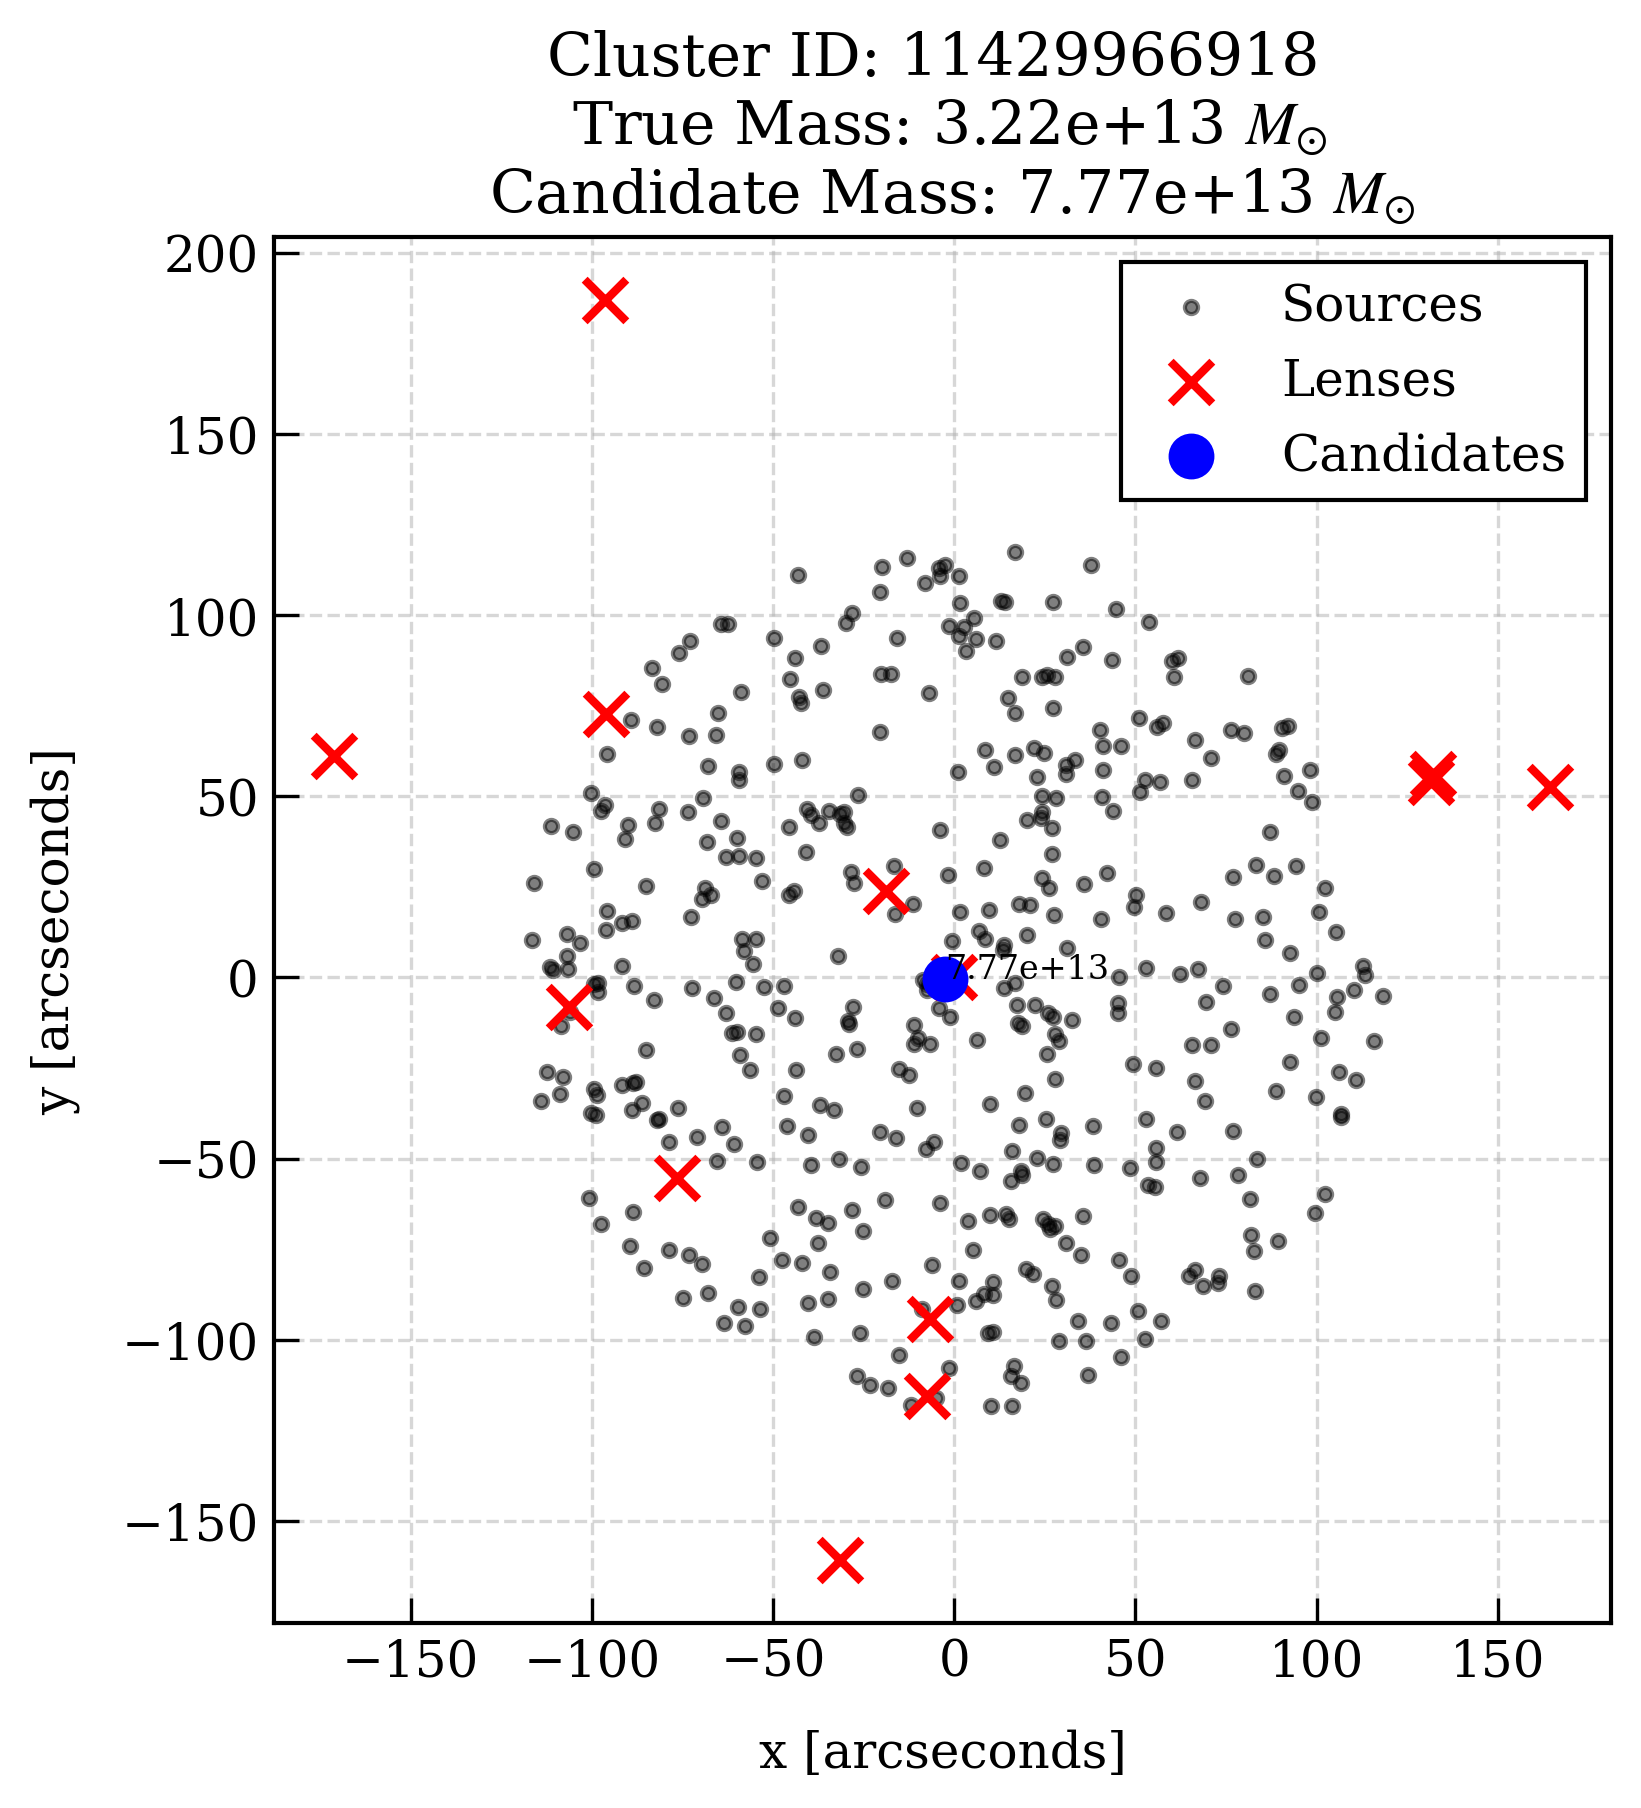 Cluster ID: 11429966918
True Mass: 3.22e+13 M⊙
Candidate Mass: 7.77e+13 M⊙
200
150
100
50
0
−50
−100
−150
y [arcseconds]
Sources
Lenses
Candidates
7.77e+13
−150 −100 −50 0 50 100 150
x [arcseconds]